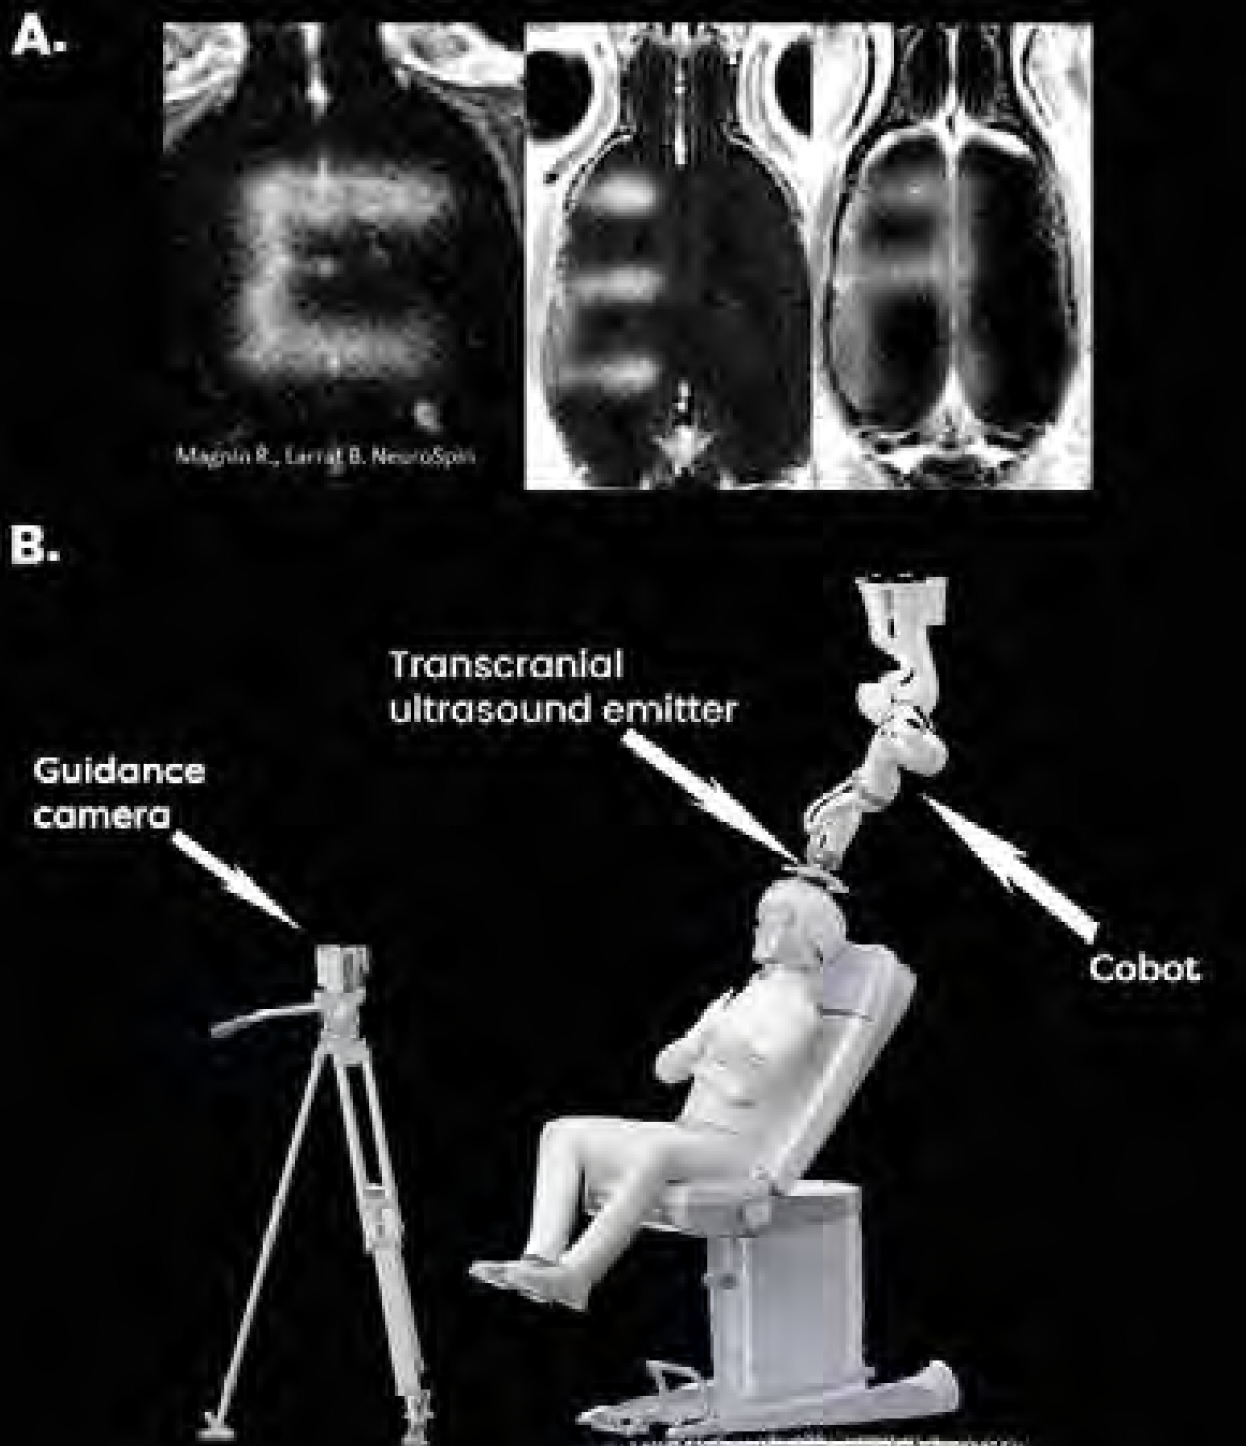 A.
Magnin R., Larrat B. NeuroSpin
B.
Transcranial
ultrasound emitter
Guidance
camera
Cobot